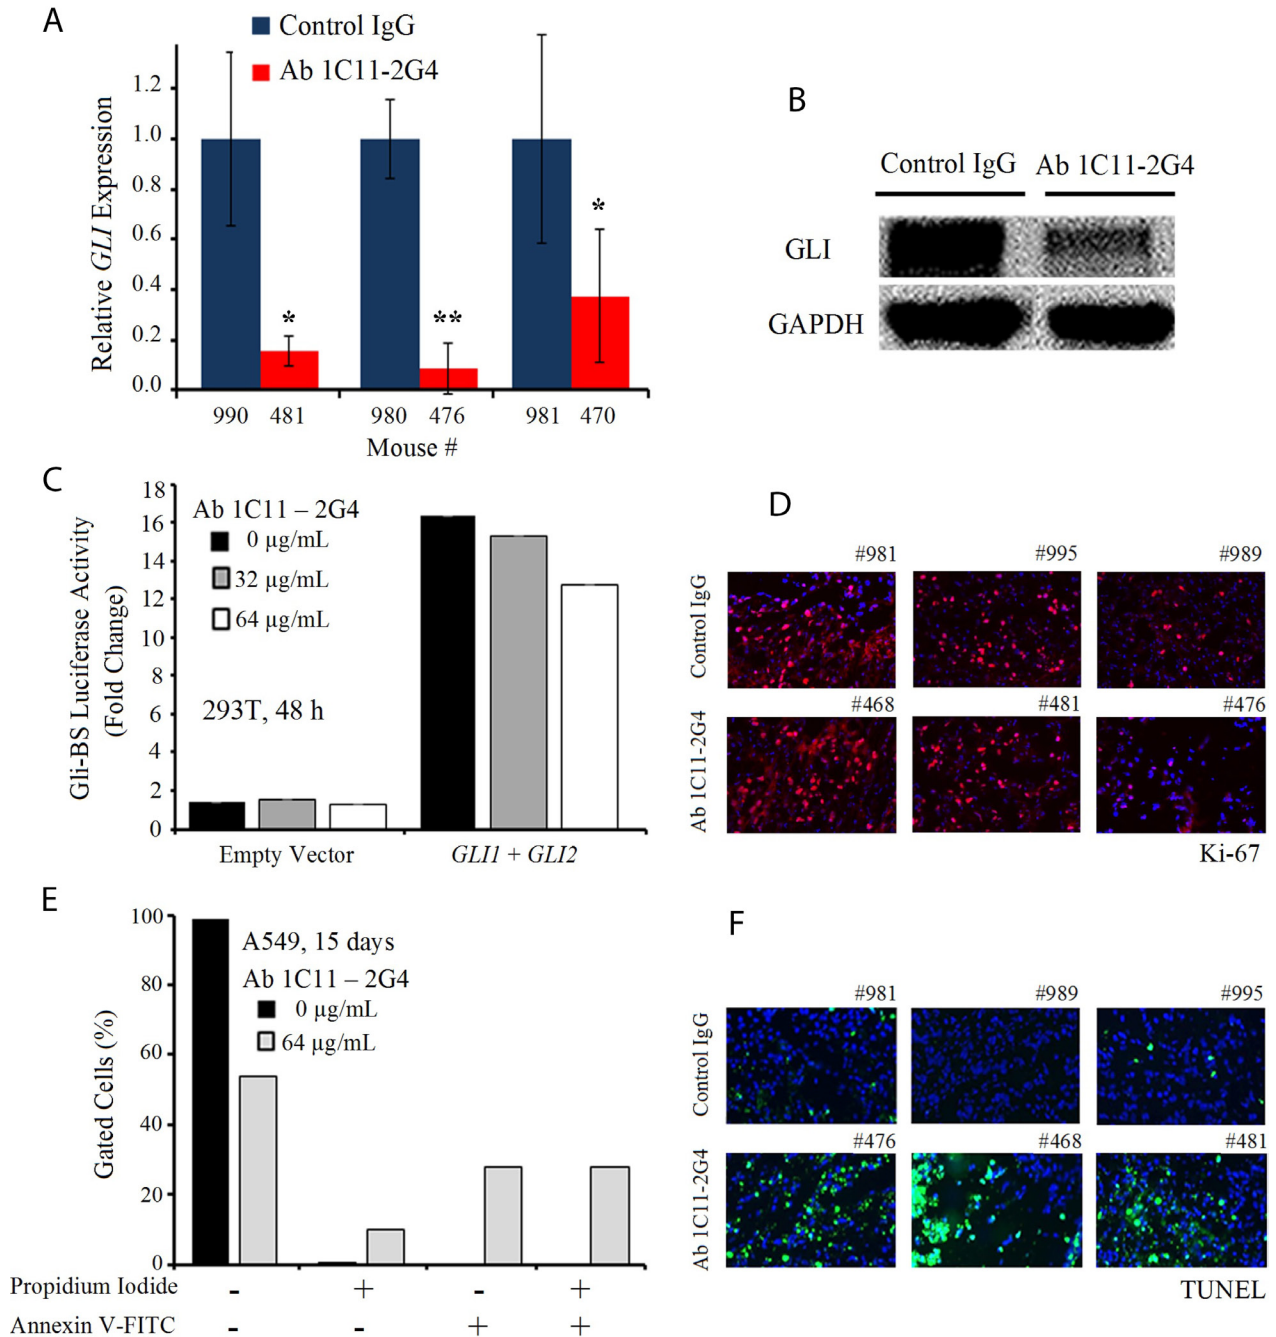 A
Control IgG
Ab 1C11-2G4
Relative GLI Expression
1.2
1.0
0.8
0.6
0.4
0.2
0.0
*
**
*
990 481 980 476 981 470
Mouse #
B
Control IgG Ab 1C11-2G4
GLI
GAPDH
C
Gli-BS Luciferase Activity
(Fold Change)
18
16
14
12
10
8
6
4
2
0
Ab 1C11 – 2G4
0 µg/mL
32 µg/mL
64 µg/mL
293T, 48 h
Empty Vector GLI1 + GLI2
D
#981 #995 #989
Control IgG
#468 #481 #476
Ab 1C11-2G4
Ki-67
E
Gated Cells (%)
100
80
60
40
20
0
A549, 15 days
Ab 1C11 – 2G4
0 µg/mL
64 µg/mL
Propidium Iodide - + - +
Annexin V-FITC - - + +
F
#981 #989 #995
Control IgG
#476 #468 #481
Ab 1C11-2G4
TUNEL